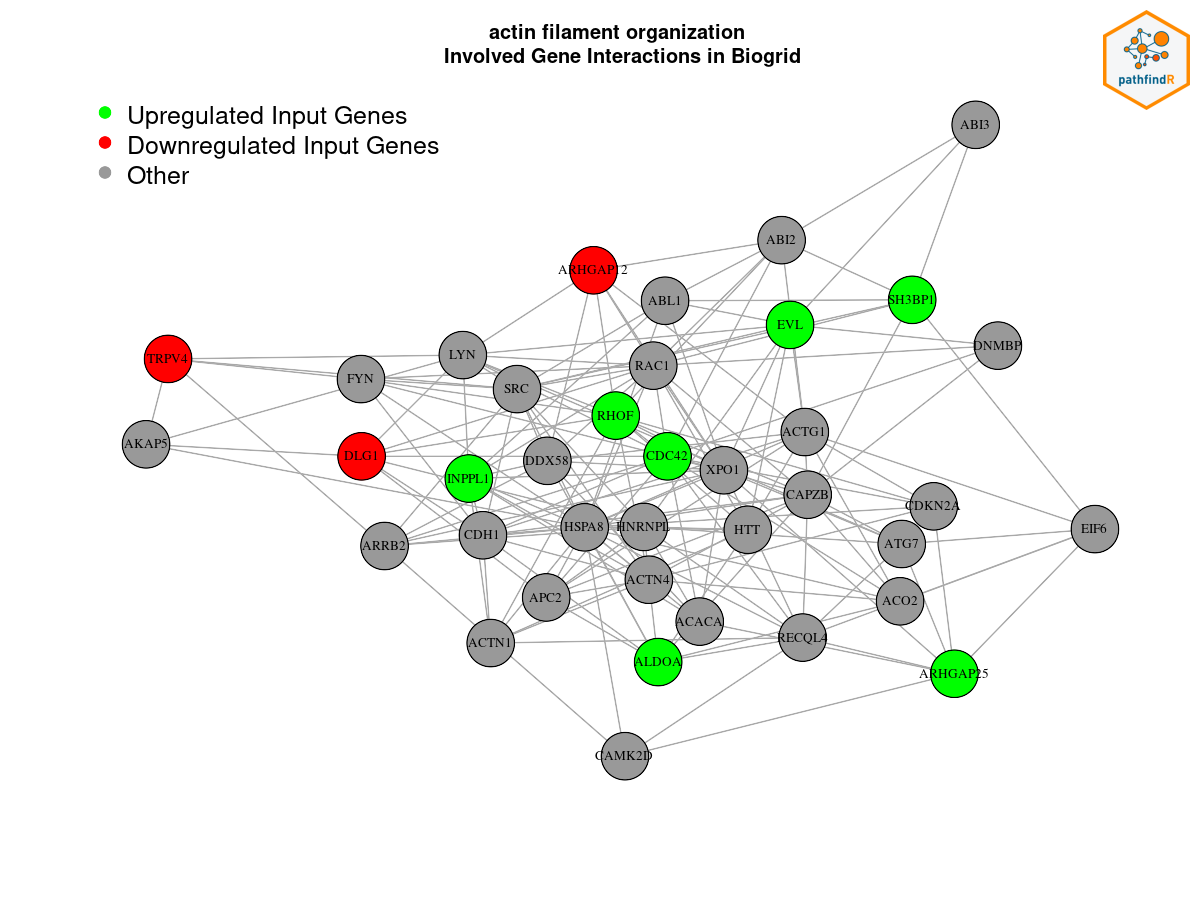 actin filament organization
Involved Gene Interactions in Biogrid
pathfindR
Upregulated Input Genes
Downregulated Input Genes
Other
ABI3
ABI2
ARHGAP12
ABL1
SH3BP1
EVL
DNMBP
TRPV4
LYN
RAC1
FYN
SRC
RHOF
ACTG1
AKAP5
DLG1
DDX58
CDC42
XPO1
INPPL1
CAPZB
CDKN2A
HSPA8
HNRNPL
HTT
EIF6
CDH1
ARRB2
ATG7
ACTN4
APC2
ACO2
ACACA
RECQL4
ACTN1
ALDOA
ARHGAP25
CAMK2D